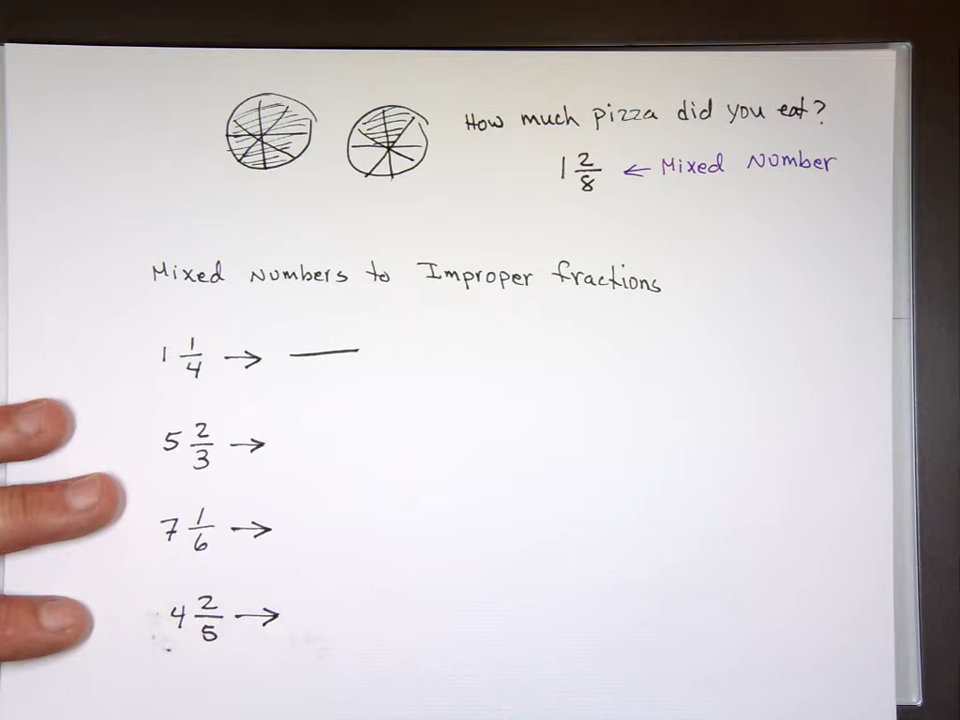 How much pizza did you eat?
1 2/8 ← Mixed Number
Mixed Numbers to Improper fractions
1 1/4 →
5 2/3 →
7 1/6 →
4 2/5 →